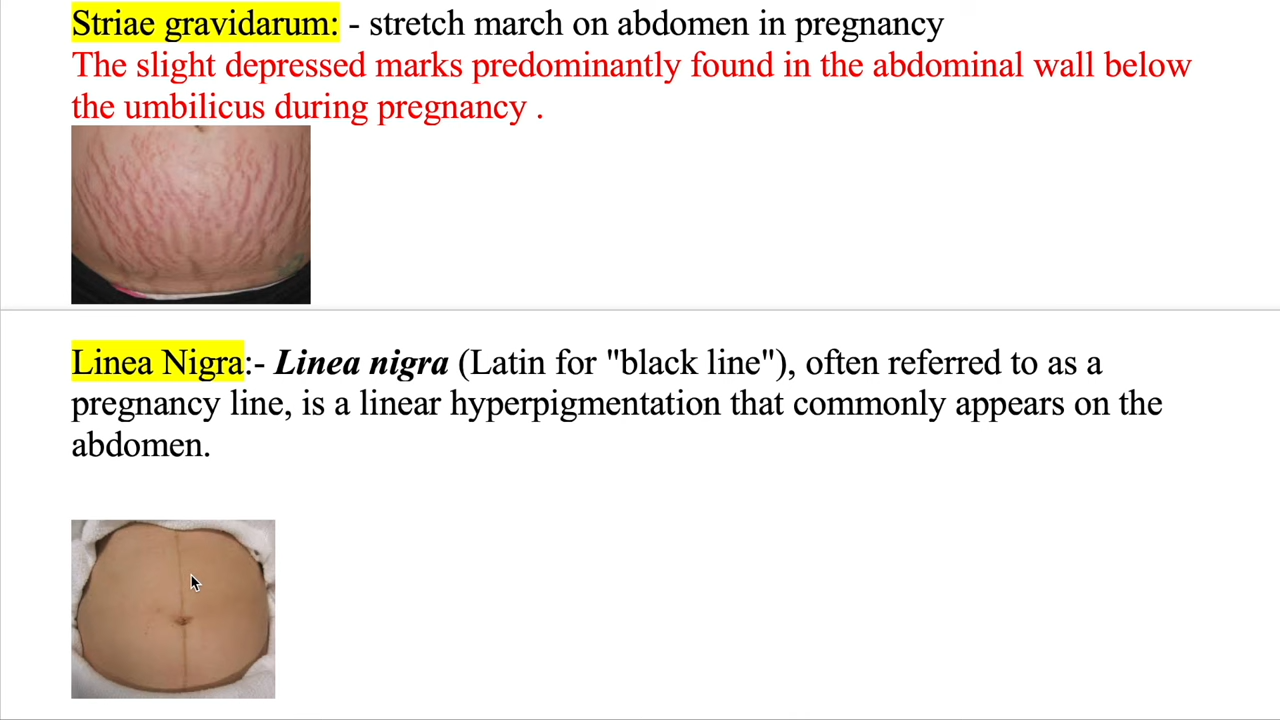 Striae gravidarum: - stretch march on abdomen in pregnancy
The slight depressed marks predominantly found in the abdominal wall below
the umbilicus during pregnancy .
Linea Nigra:- Linea nigra (Latin for "black line"), often referred to as a
pregnancy line, is a linear hyperpigmentation that commonly appears on the
abdomen.